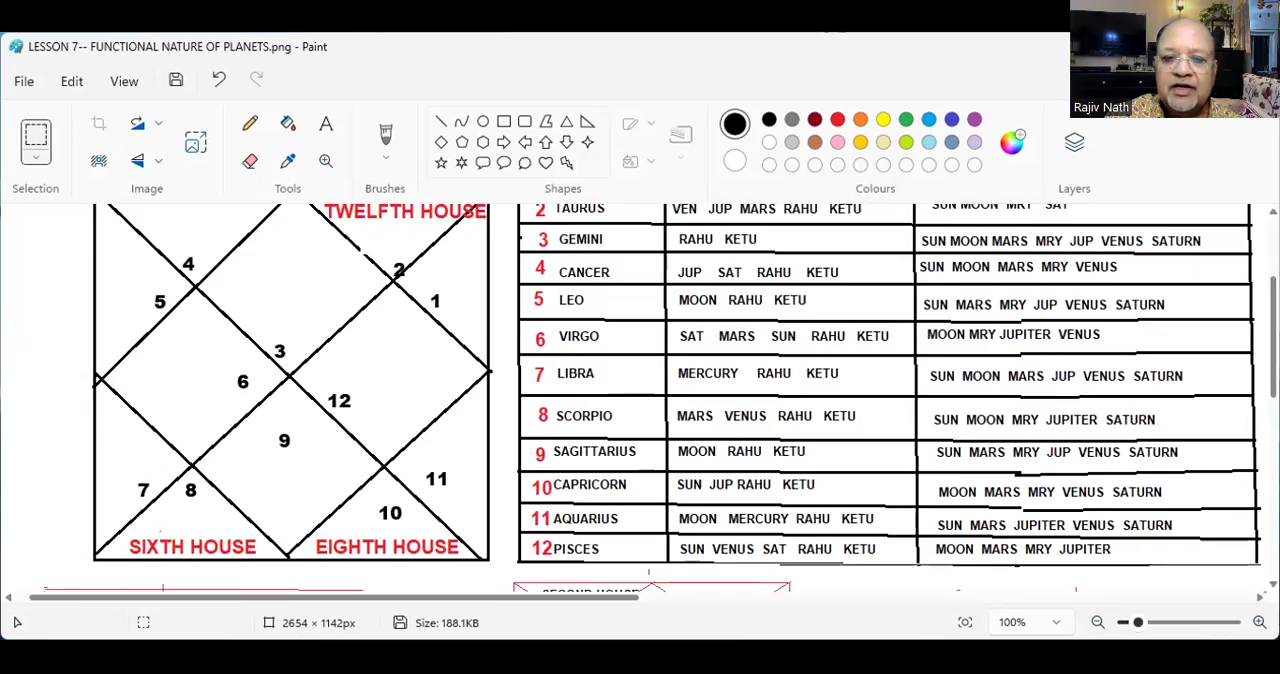 LESSON 7-- FUNCTIONAL NATURE OF PLANETS.png - Paint
File Edit View
Rajiv Nath
Selection Image Tools Brushes Shapes Colours Layers
TWELFTH HOUSE
4
2
5
1
3
6
12
9
7
8
11
10
SIXTH HOUSE
EIGHTH HOUSE
2 TAURUS VEN JUP MARS RAHU KETU SUN MOON MRY SAT
3 GEMINI RAHU KETU SUN MOON MARS MRY JUP VENUS SATURN
4 CANCER JUP SAT RAHU KETU SUN MOON MARS MRY VENUS
5 LEO MOON RAHU KETU SUN MARS MRY JUP VENUS SATURN
6 VIRGO SAT MARS SUN RAHU KETU MOON MRY JUPITER VENUS
7 LIBRA MERCURY RAHU KETU SUN MOON MARS JUP VENUS SATURN
8 SCORPIO MARS VENUS RAHU KETU SUN MOON MRY JUPITER SATURN
9 SAGITTARIUS MOON RAHU KETU SUN MARS MRY JUP VENUS SATURN
10 CAPRICORN SUN JUP RAHU KETU MOON MARS MRY VENUS SATURN
11 AQUARIUS MOON MERCURY RAHU KETU SUN MARS JUPITER VENUS SATURN
12 PISCES SUN VENUS SAT RAHU KETU MOON MARS MRY JUPITER
SECOND HOUSE
2654 × 1142px Size: 188.1KB 100%